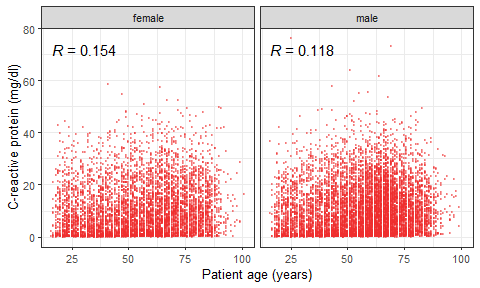 female
male
R = 0.154
R = 0.118
80
60
40
20
0
C-reactive protein (mg/dl)
25
50
75
100
25
50
75
100
Patient age (years)